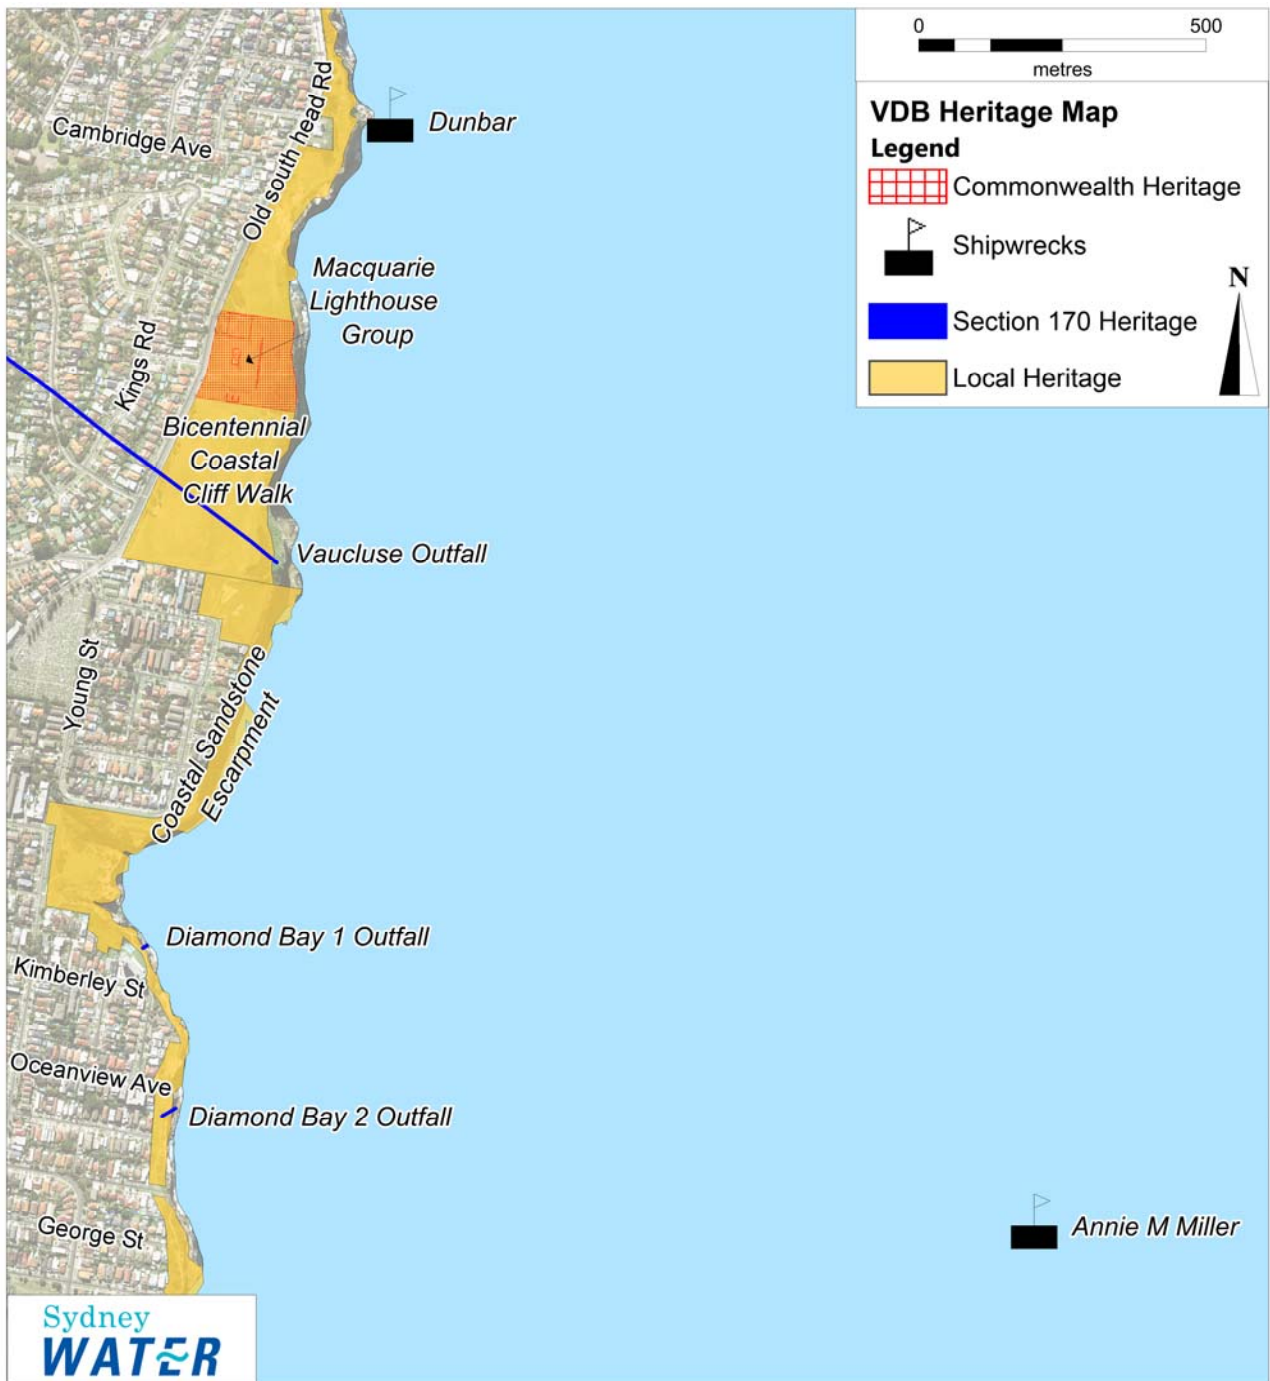 0 500
metres
VDB Heritage Map
Legend
Commonwealth Heritage
Shipwrecks
Section 170 Heritage
Local Heritage
N
Old south head Rd
Cambridge Ave
Dunbar
Macquarie
Lighthouse
Group
Kings Rd
Bicentennial
Coastal
Cliff Walk
Vaucluse Outfall
Young St
Coastal Sandstone
Escarpment
Diamond Bay 1 Outfall
Kimberley St
Oceanview Ave
Diamond Bay 2 Outfall
George St
Annie M Miller
Sydney
WATER